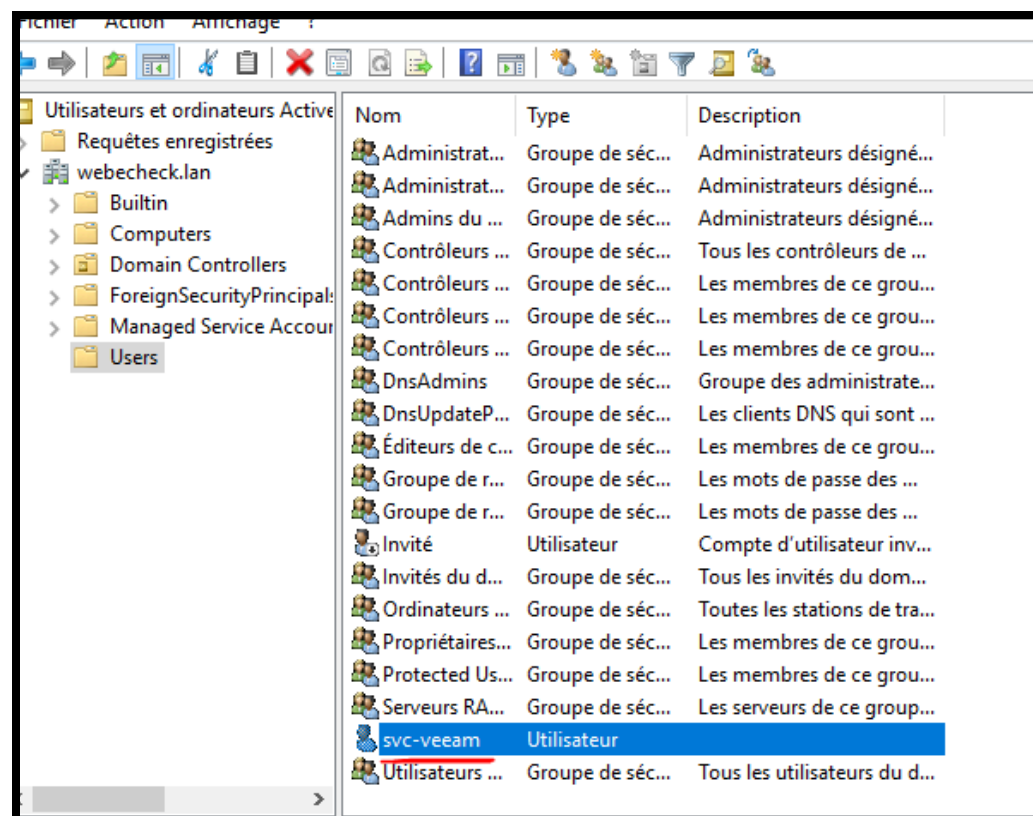 Fichier Action Affichage ?
Utilisateurs et ordinateurs Active
Requêtes enregistrées
webecheck.lan
Builtin
Computers
Domain Controllers
ForeignSecurityPrincipals
Managed Service Accour
Users
Nom Type Description
Administrat... Groupe de séc... Administrateurs désigné...
Administrat... Groupe de séc... Administrateurs désigné...
Admins du ... Groupe de séc... Administrateurs désigné...
Contrôleurs ... Groupe de séc... Tous les contrôleurs de ...
Contrôleurs ... Groupe de séc... Les membres de ce grou...
Contrôleurs ... Groupe de séc... Les membres de ce grou...
Contrôleurs ... Groupe de séc... Les membres de ce grou...
DnsAdmins Groupe de séc... Groupe des administrate...
DnsUpdateP... Groupe de séc... Les clients DNS qui sont ...
Éditeurs de c... Groupe de séc... Les membres de ce grou...
Groupe de r... Groupe de séc... Les mots de passe des ...
Groupe de r... Groupe de séc... Les mots de passe des ...
Invité Utilisateur Compte d'utilisateur inv...
Invités du d... Groupe de séc... Tous les invités du dom...
Ordinateurs ... Groupe de séc... Toutes les stations de tra...
Propriétaires... Groupe de séc... Les membres de ce grou...
Protected Us... Groupe de séc... Les membres de ce grou...
Serveurs RA... Groupe de séc... Les serveurs de ce group...
svc-veeam Utilisateur
Utilisateurs ... Groupe de séc... Tous les utilisateurs du d...